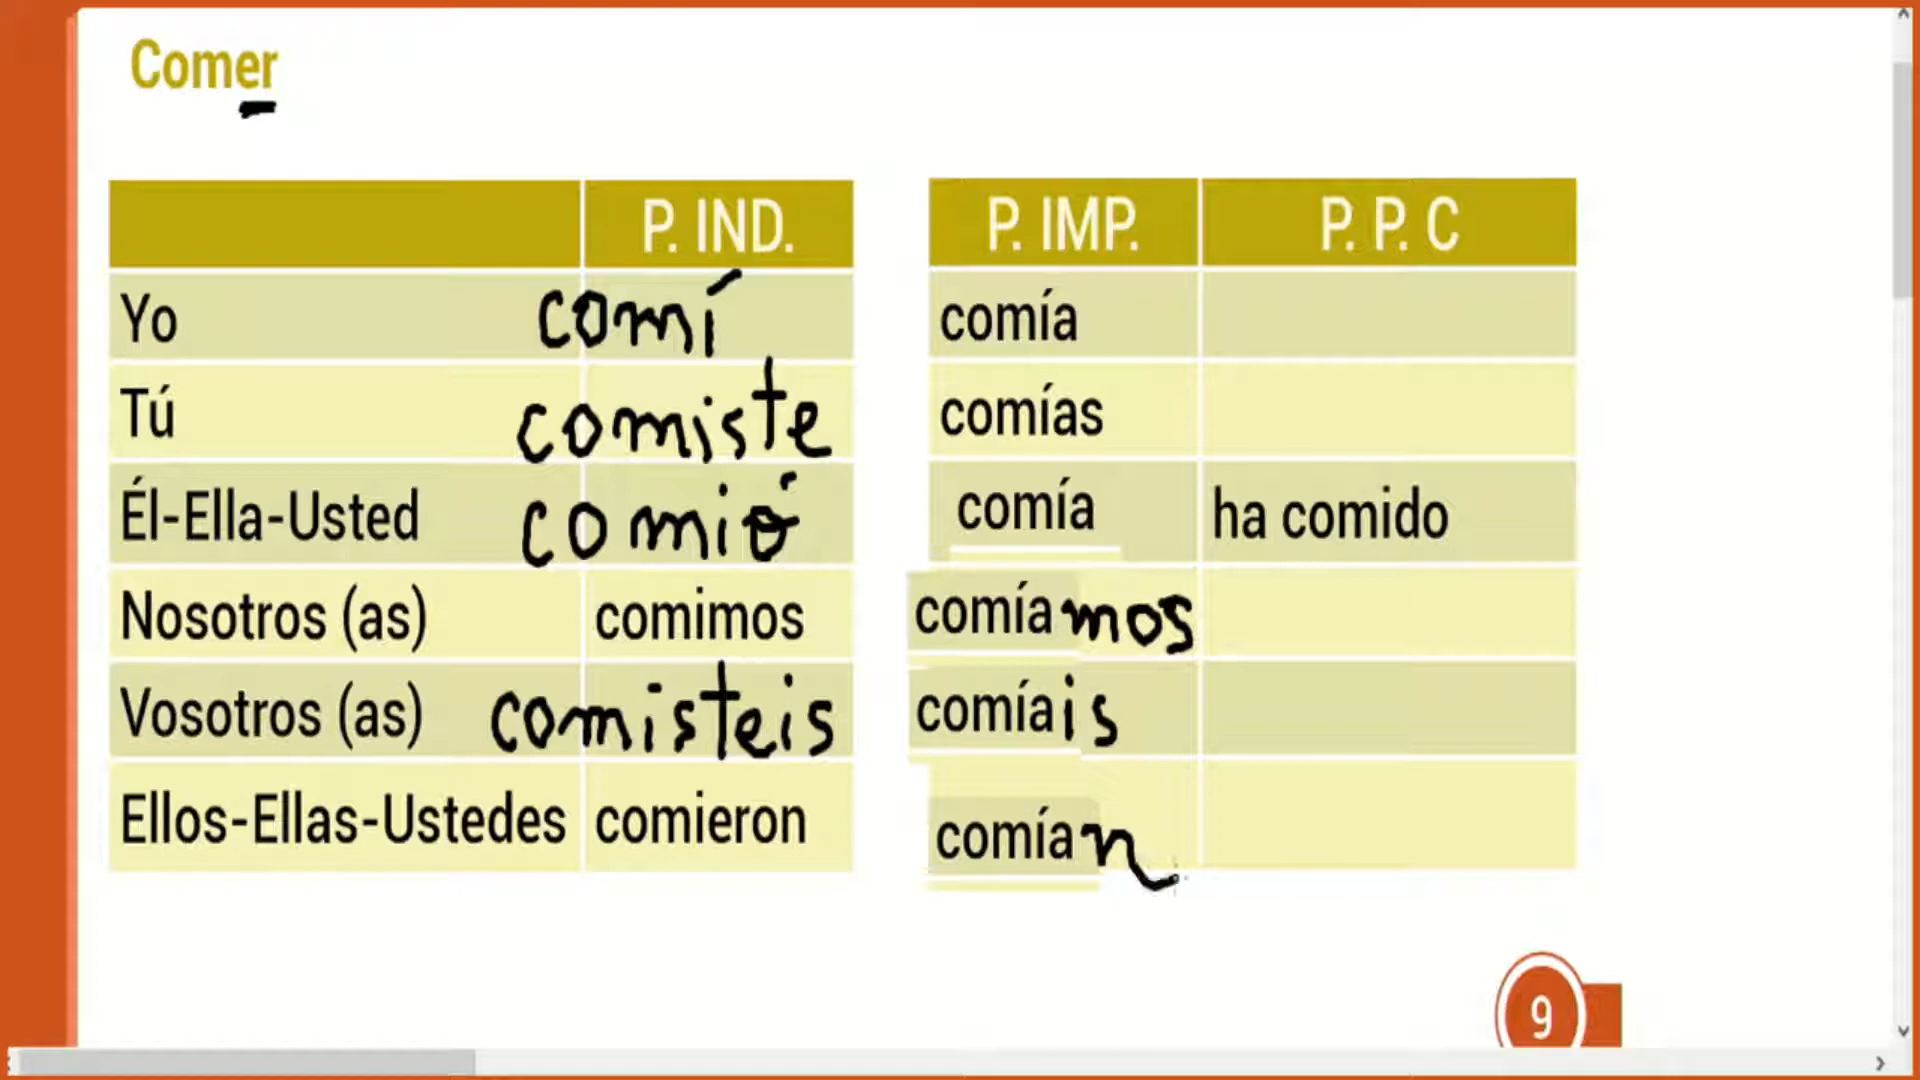 Comer
P. IND. P. IMP. P. P. C
Yo comí comía
Tú comiste comías
Él-Ella-Usted comió comía ha comido
Nosotros (as) comimos comíamos
Vosotros (as) comisteis comíais
Ellos-Ellas-Ustedes comieron comían
9